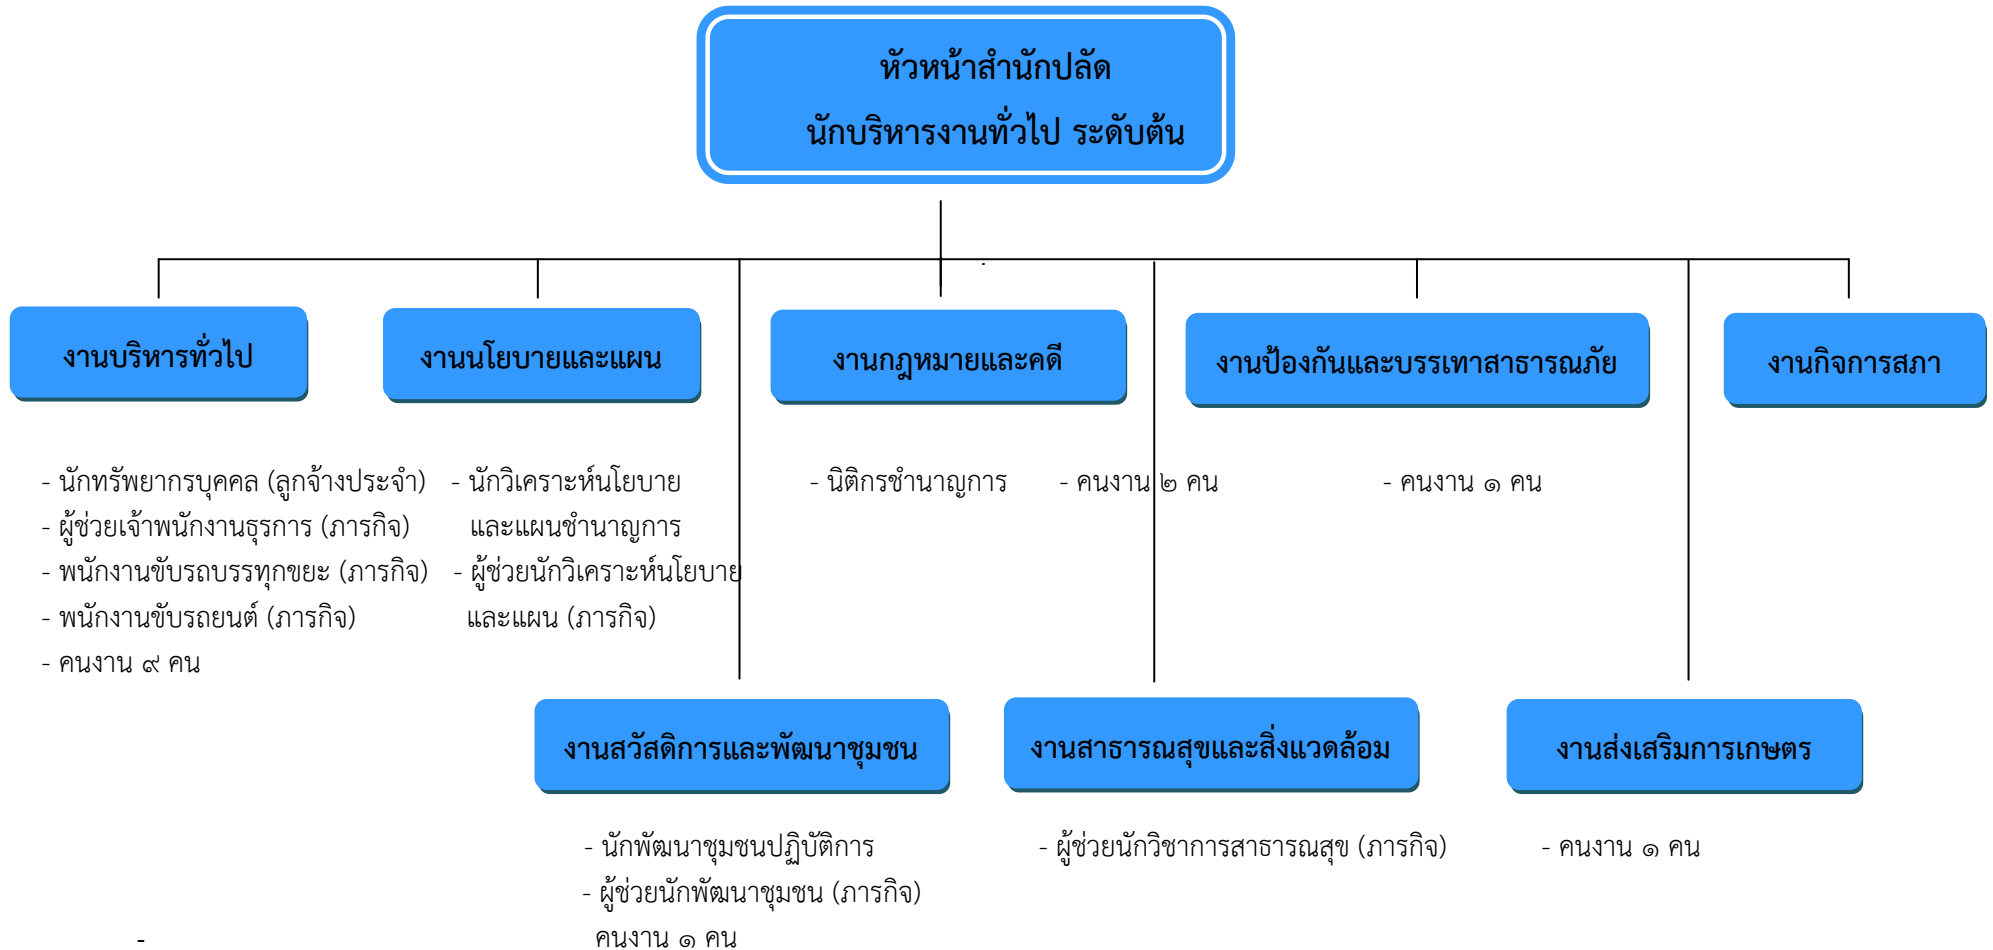 หัวหน้าสำนักปลัด
นักบริหารงานทั่วไป ระดับต้น
งานบริหารทั่วไป
งานนโยบายและแผน
งานกฎหมายและคดี
งานป้องกันและบรรเทาสาธารณภัย
งานกิจการสภา
- นักทรัพยากรบุคคล (ลูกจ้างประจำ)
- ผู้ช่วยเจ้าพนักงานธุรการ (ภารกิจ)
- พนักงานขับรถบรรทุกขยะ (ภารกิจ)
- พนักงานขับรถยนต์ (ภารกิจ)
- คนงาน ๙ คน
- นักวิเคราะห์นโยบาย
และแผนชำนาญการ
- ผู้ช่วยนักวิเคราะห์นโยบาย
และแผน (ภารกิจ)
- นิติกรชำนาญการ
- คนงาน ๒ คน
- คนงาน ๑ คน
งานสวัสดิการและพัฒนาชุมชน
งานสาธารณสุขและสิ่งแวดล้อม
งานส่งเสริมการเกษตร
- นักพัฒนาชุมชนปฏิบัติการ
- ผู้ช่วยนักพัฒนาชุมชน (ภารกิจ)
คนงาน ๑ คน
- ผู้ช่วยนักวิชาการสาธารณสุข (ภารกิจ)
- คนงาน ๑ คน
-